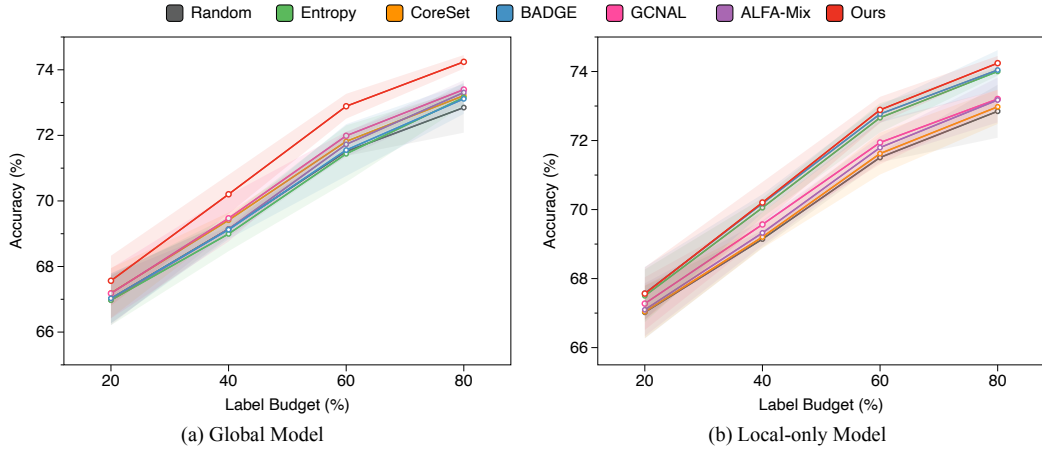 Random Entropy CoreSet BADGE GCNAL ALFA-Mix Ours
74
72
70
68
66
Accuracy (%)
20 40 60 80
Label Budget (%)
(a) Global Model
74
72
70
68
66
Accuracy (%)
20 40 60 80
Label Budget (%)
(b) Local-only Model